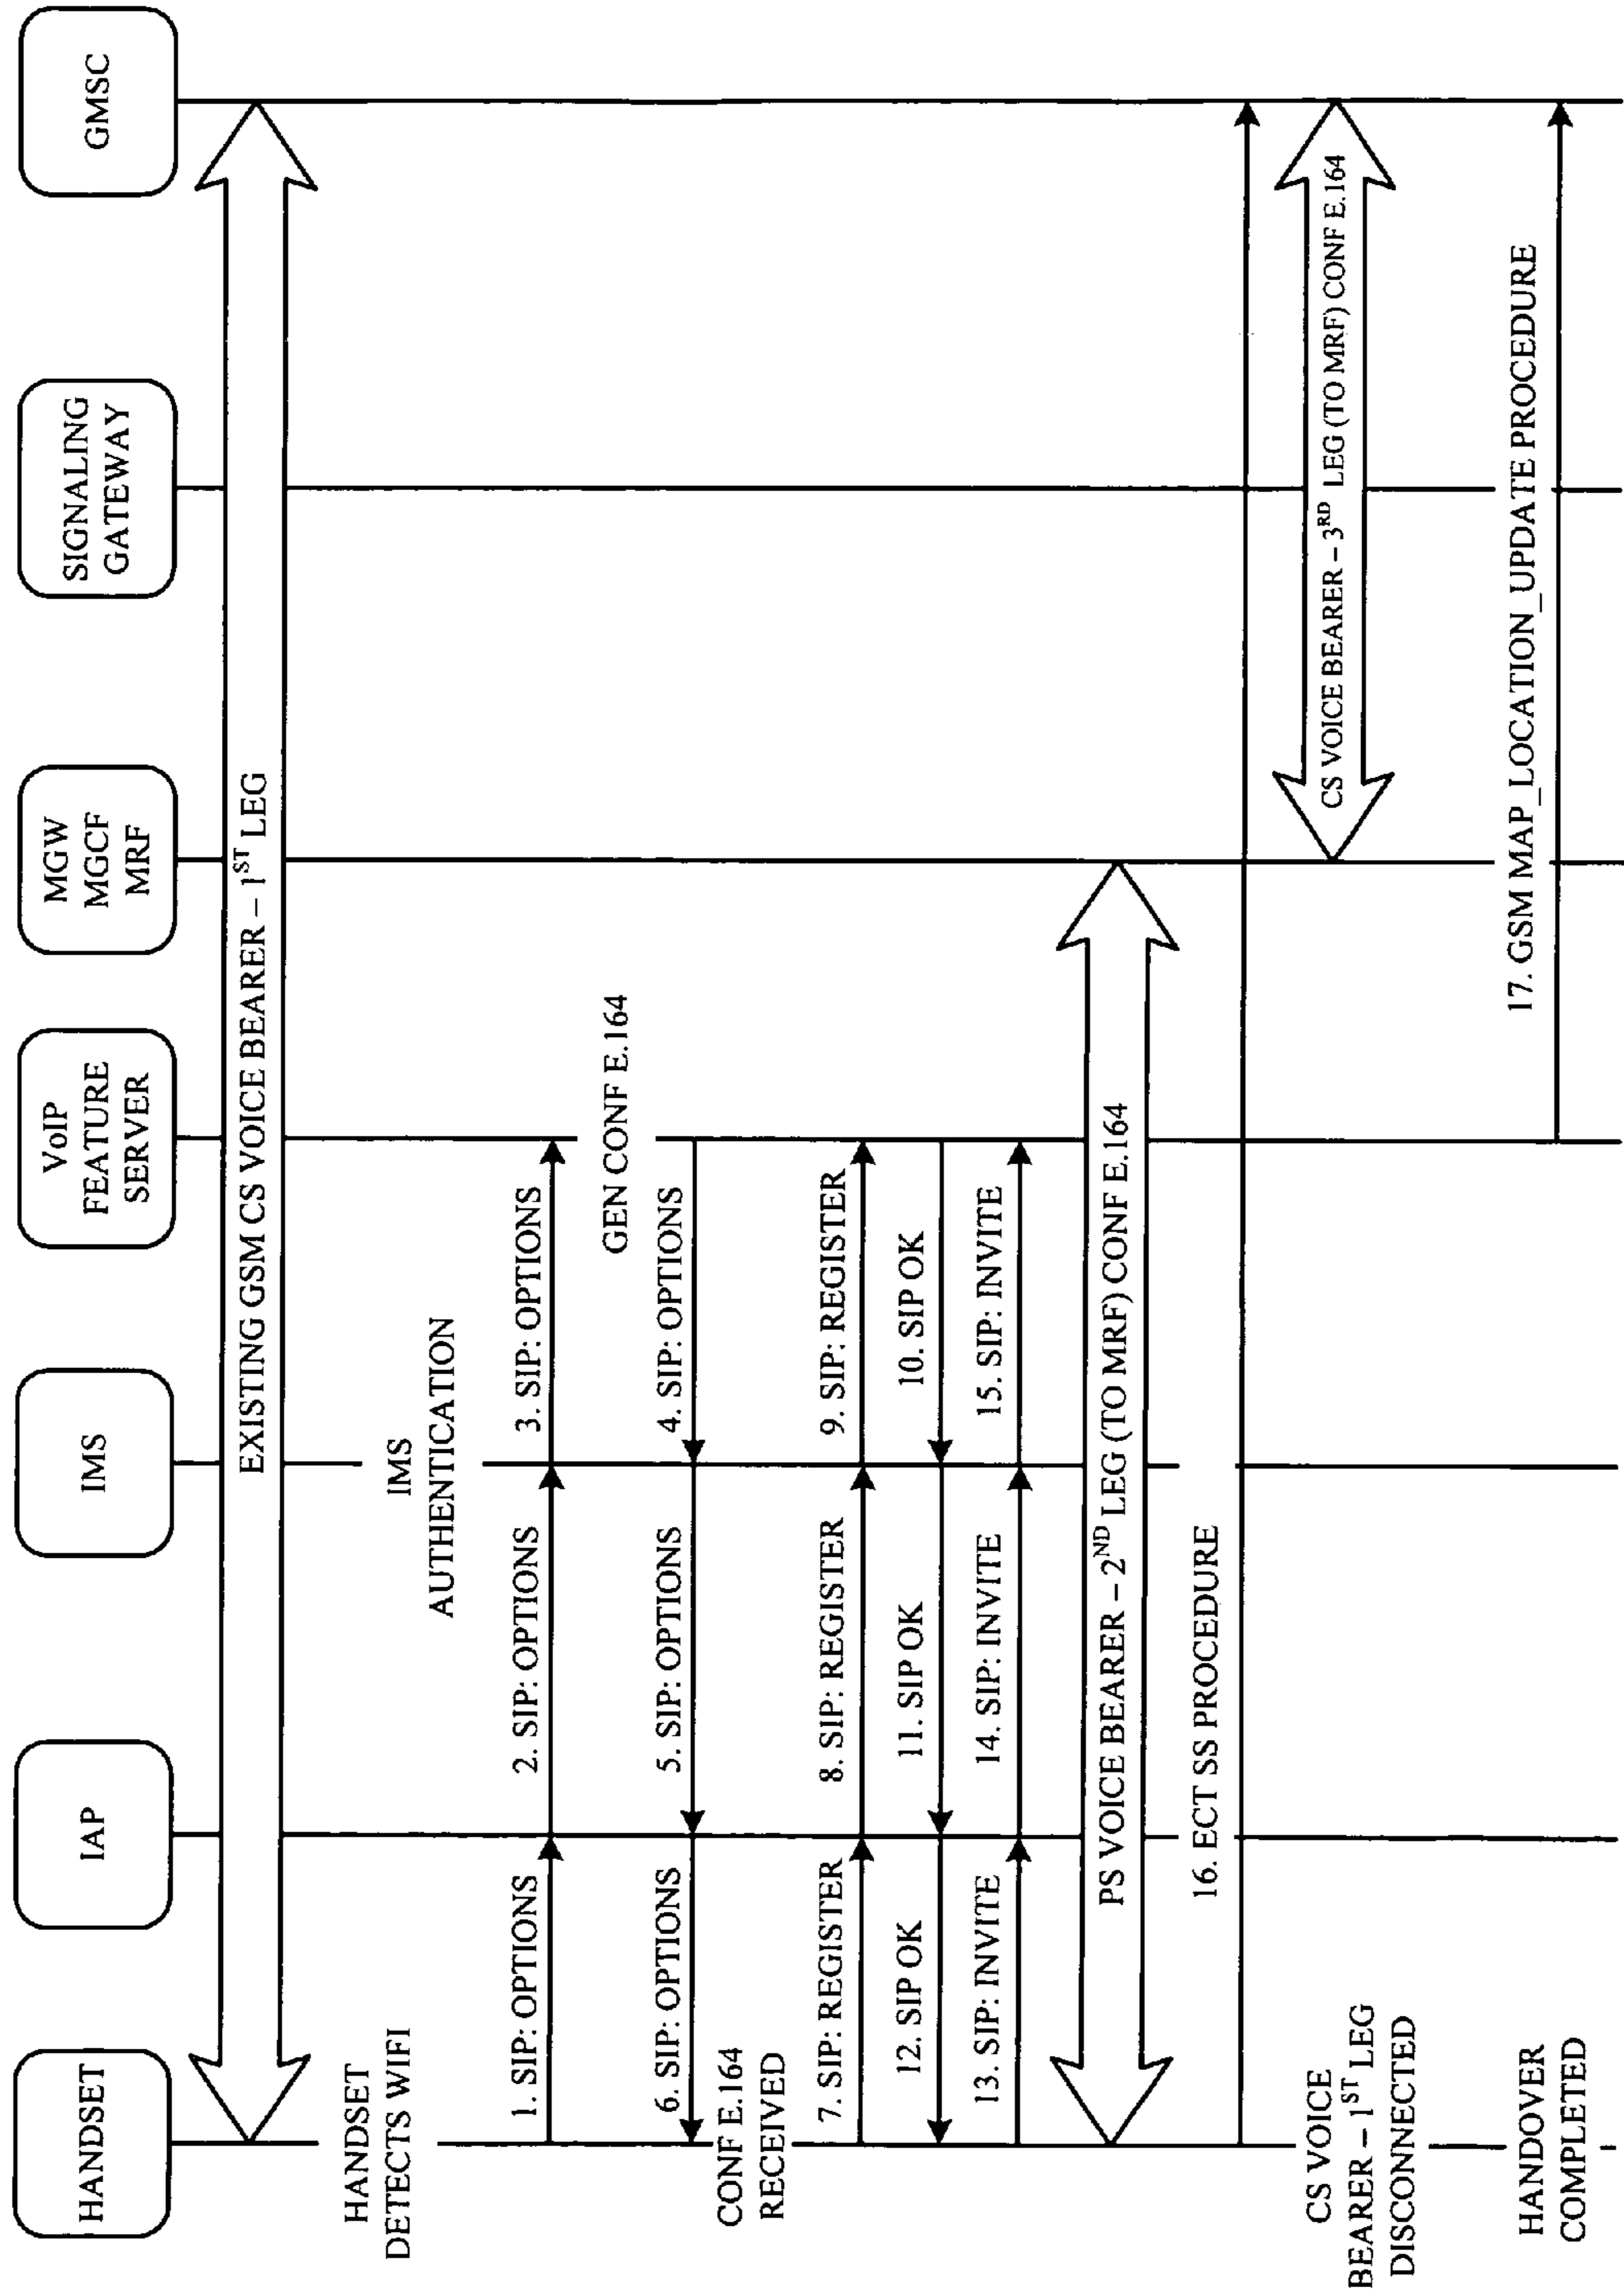 HANDSET
IAP
IMS
VoIP
FEATURE
SERVER
MGW
MGCF
MRF
SIGNALING
GATEWAY
GMSC
EXISTING GSM CS VOICE BEARER – 1ST LEG
HANDSET
DETECTS WIFI
IMS
AUTHENTICATION
1. SIP: OPTIONS
2. SIP: OPTIONS
3. SIP: OPTIONS
GEN CONF E.164
6. SIP: OPTIONS
5. SIP: OPTIONS
4. SIP: OPTIONS
CONF E.164
RECEIVED
7. SIP: REGISTER
8. SIP: REGISTER
9. SIP: REGISTER
12. SIP OK
11. SIP OK
10. SIP OK
13. SIP: INVITE
14. SIP: INVITE
15. SIP: INVITE
PS VOICE BEARER – 2ND LEG (TO MRF) CONF E.164
16. ECT SS PROCEDURE
CS VOICE BEARER – 3RD LEG (TO MRF) CONF E.164
CS VOICE
BEARER – 1ST LEG
DISCONNECTED
17. GSM MAP_LOCATION_UPDATE PROCEDURE
HANDOVER
COMPLETED